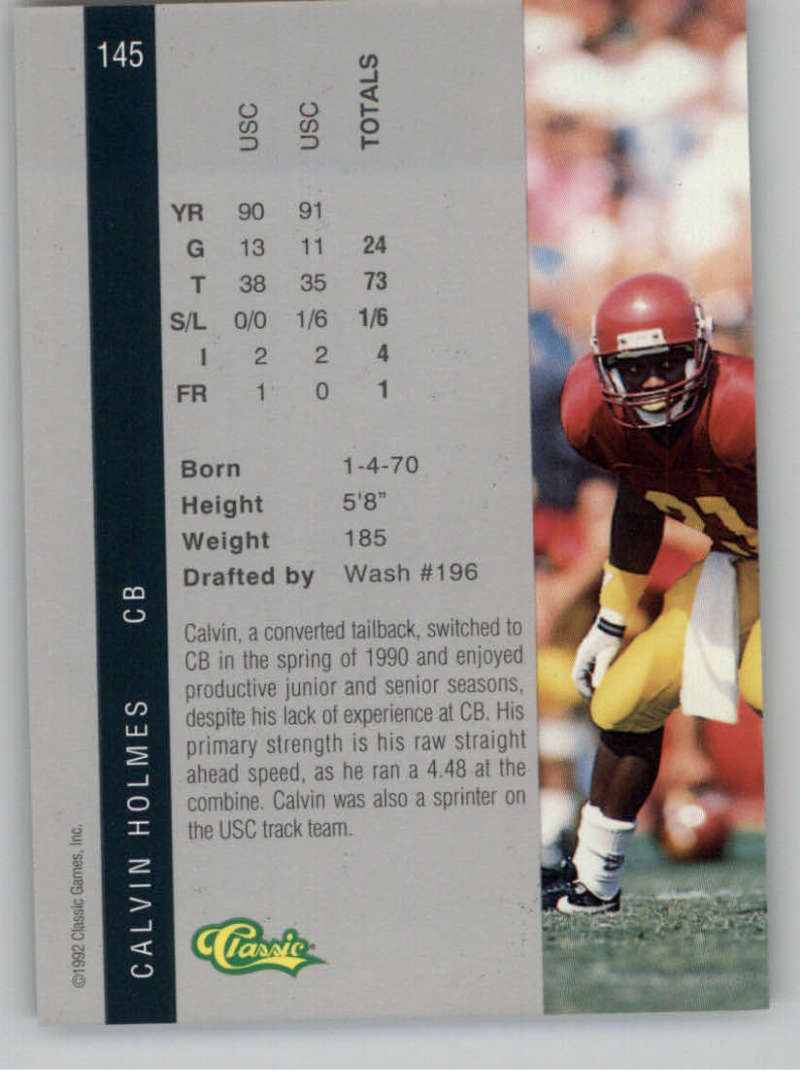 145
USC USC TOTALS
YR 90 91
G 13 11 24
T 38 35 73
S/L 0/0 1/6 1/6
I 2 2 4
FR 1 0 1
Born 1-4-70
Height 5'8"
Weight 185
Drafted by Wash #196
Calvin, a converted tailback, switched to
CB in the spring of 1990 and enjoyed
productive junior and senior seasons,
despite his lack of experience at CB. His
primary strength is his raw straight
ahead speed, as he ran a 4.48 at the
combine. Calvin was also a sprinter on
the USC track team.
CALVIN HOLMES CB
©1992 Classic Games, Inc.
Classic®